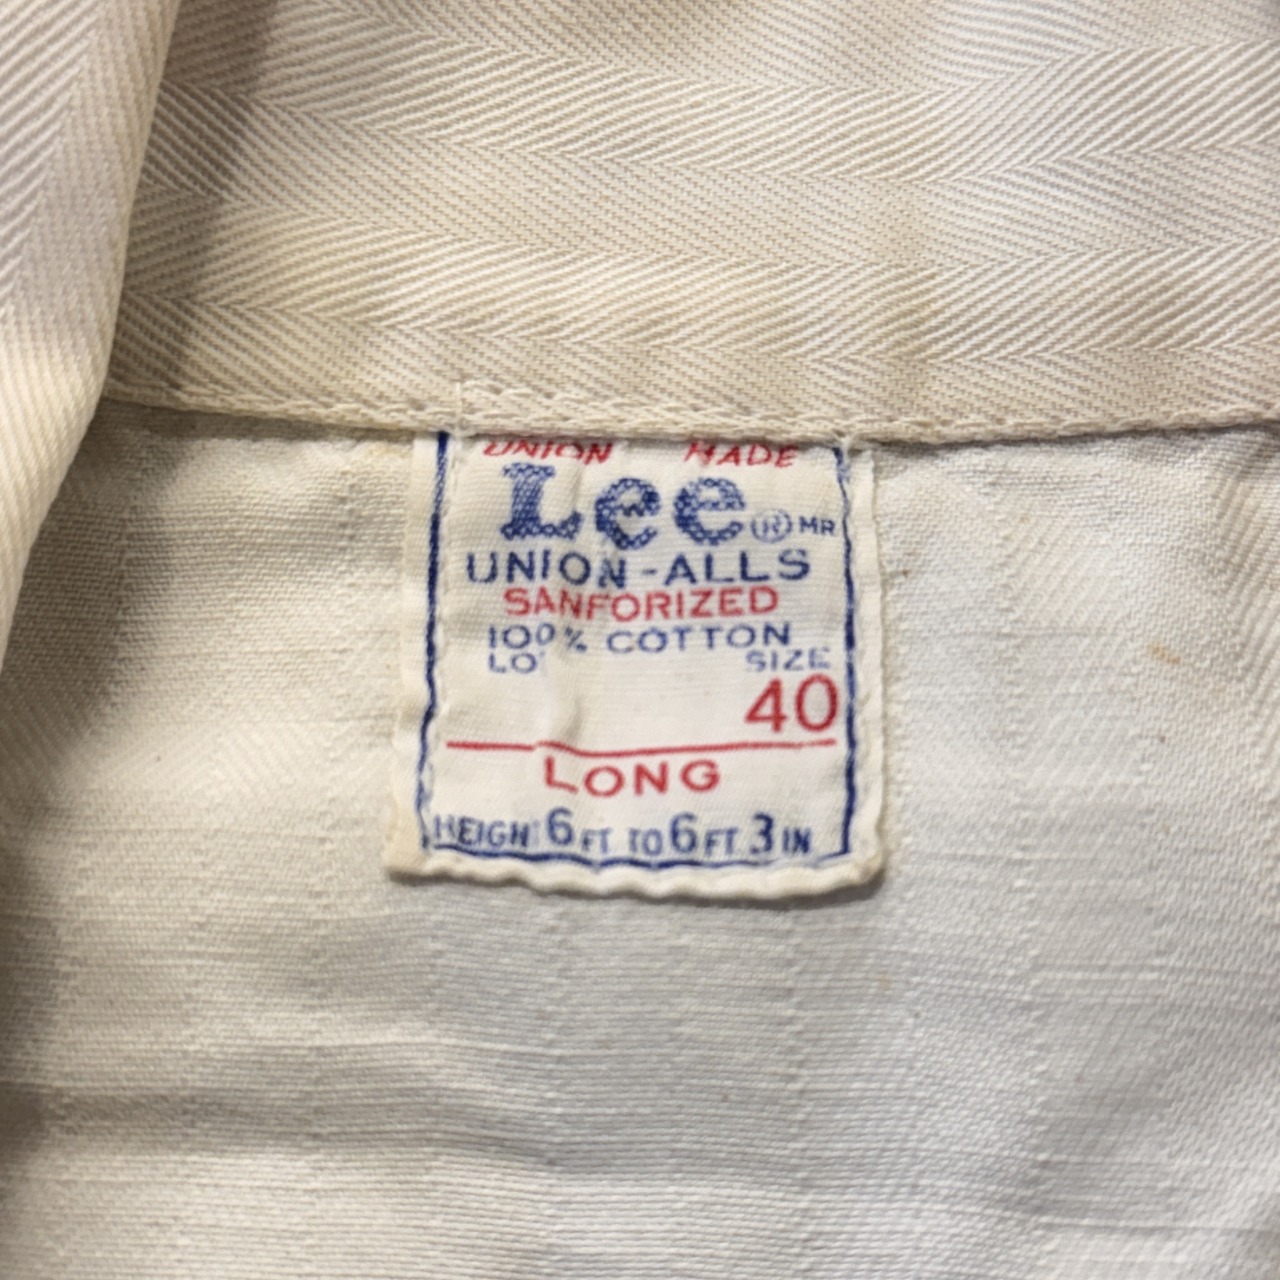 UNION MADE
Lee ® MR
UNION-ALLS
SANFORIZED
100% COTTON
LO' SIZE
40
LONG
HEIGHT 6 FT TO 6 FT 3 IN